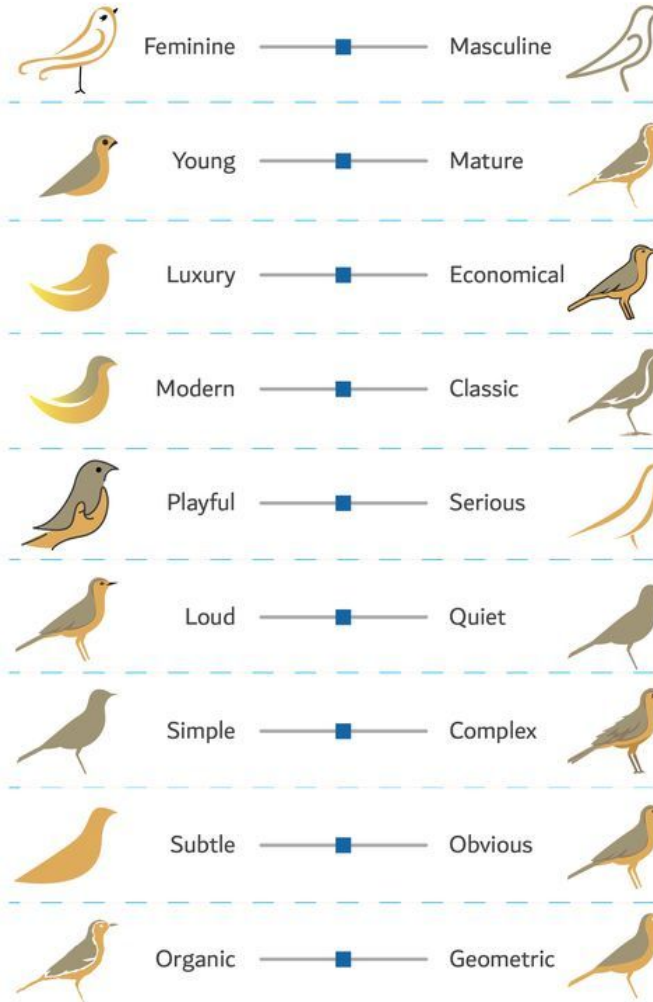 Feminine Masculine
Young Mature
Luxury Economical
Modern Classic
Playful Serious
Loud Quiet
Simple Complex
Subtle Obvious
Organic Geometric